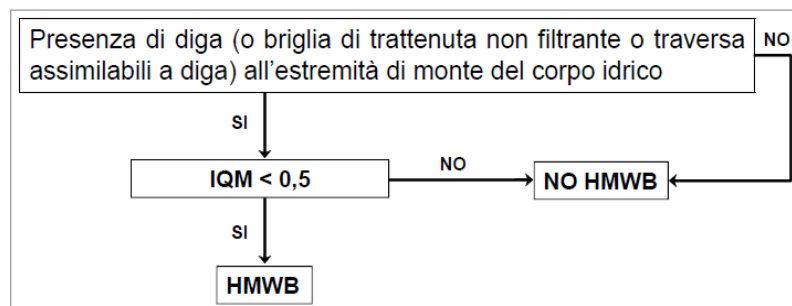 Presenza di diga (o briglia di trattenuta non filtrante o traversa
assimilabili a diga) all'estremità di monte del corpo idrico
NO
SI
IQM < 0,5
NO
NO HMWB
SI
HMWB